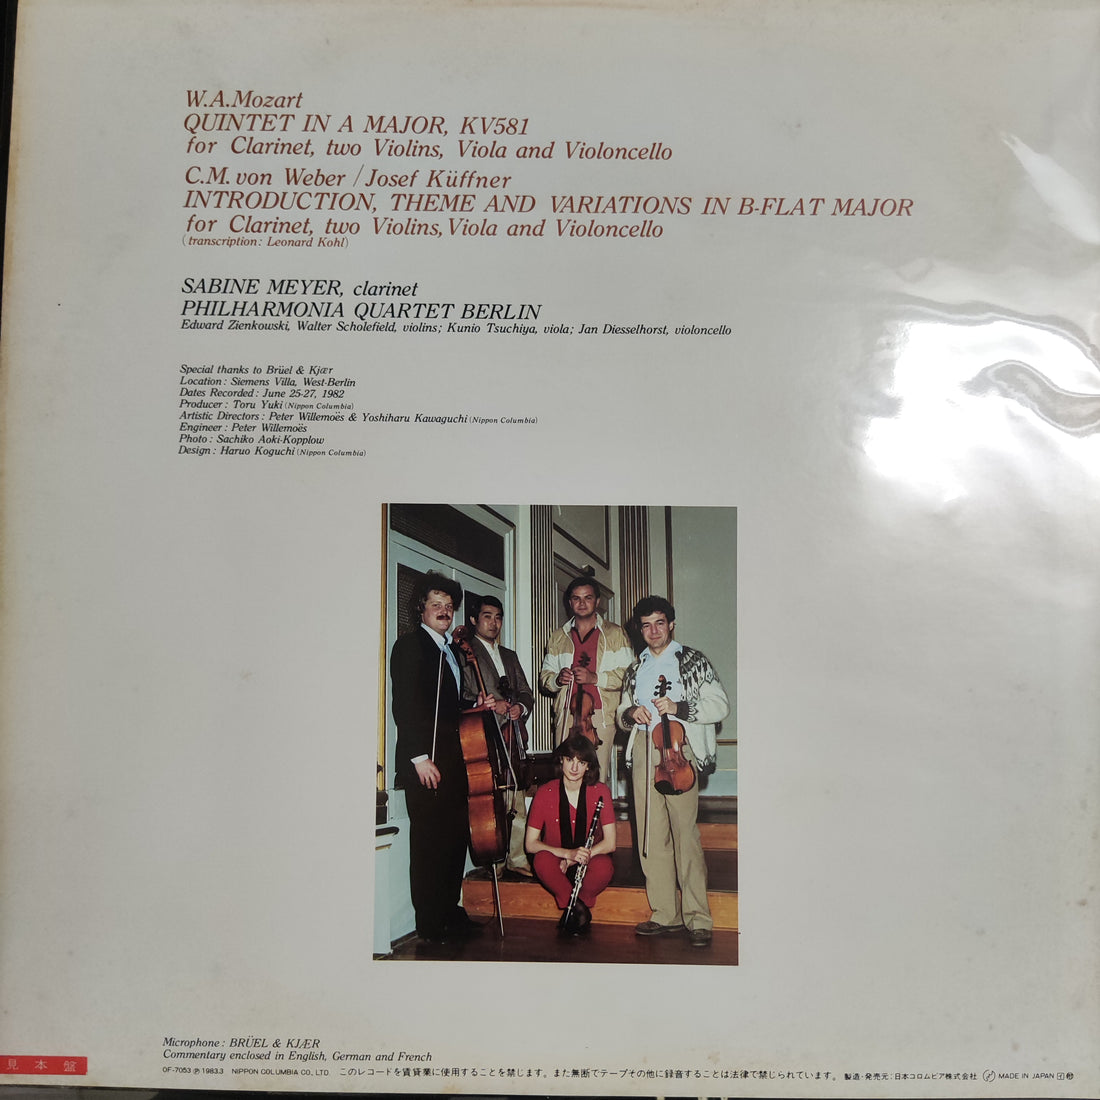 W.A.Mozart
QUINTET IN A MAJOR, KV581
for Clarinet, two Violins, Viola and Violoncello
C.M. von Weber / Josef Küffner
INTRODUCTION, THEME AND VARIATIONS IN B-FLAT MAJOR
for Clarinet, two Violins, Viola and Violoncello
(transcription: Leonard Kohl)
SABINE MEYER, clarinet
PHILHARMONIA QUARTET BERLIN
Edward Zienkowski, Walter Scholefield, violins; Kunio Tsuchiya, viola; Jan Diesselhorst, violoncello
Special thanks to Brüel & Kjær
Location: Siemens Villa, West-Berlin
Dates Recorded: June 25-27, 1982
Producer: Toru Yuki (Nippon Columbia)
Artistic Directors: Peter Willemoës & Yoshiharu Kawaguchi (Nippon Columbia)
Engineer: Peter Willemoës
Photo: Sachiko Aoki-Kopplow
Design: Haruo Koguchi (Nippon Columbia)
Microphone: BRÜEL & KJÆR
Commentary enclosed in English, German and French
見本盤
OF-7053 Ⓟ 1983.3 NIPPON COLUMBIA CO., LTD. このレコードを賃貸業に使用することを禁じます。また無断でテープその他に録音することは法律で禁じられています。 製造・発売元：日本コロムビア株式会社 MADE IN JAPAN